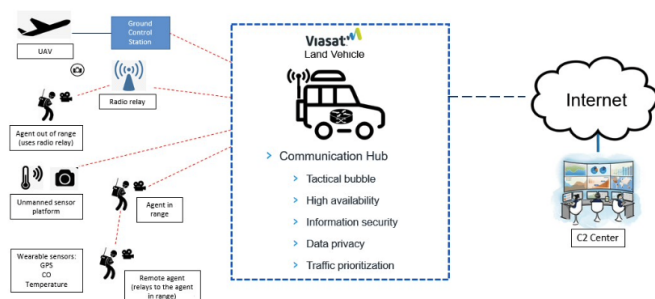 UAV
Ground
Control
Station
Radio relay
Agent out of range
(uses radio relay)
Unmanned sensor
platform
Agent in
range
Wearable sensors:
GPS
CO
Temperature
Remote agent
(relays to the agent
in range)
Viasat
Land Vehicle
> Communication Hub
> Tactical bubble
> High availability
> Information security
> Data privacy
> Traffic prioritization
Internet
C2 Center